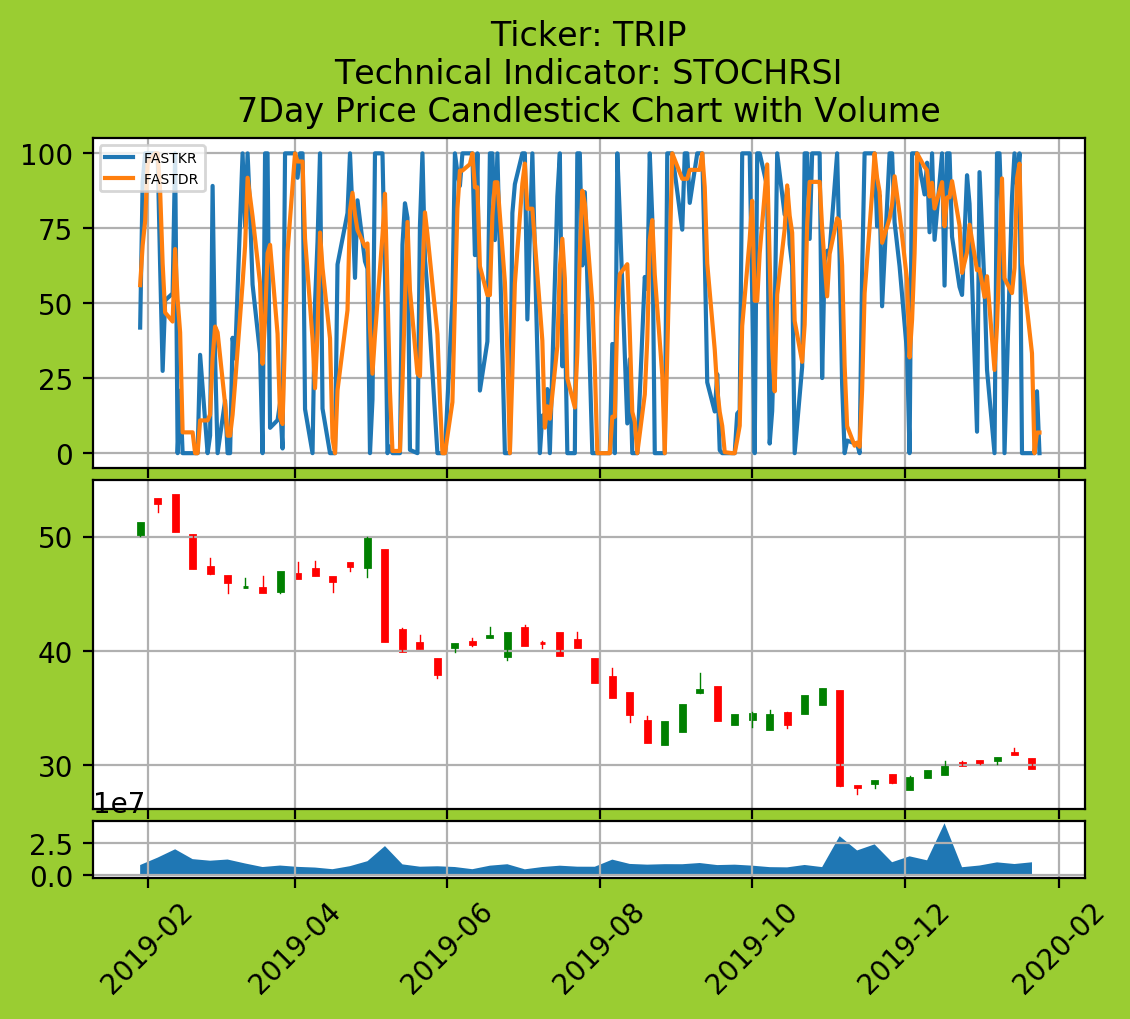 Ticker: TRIP
Technical Indicator: STOCHRSI
7Day Price Candlestick Chart with Volume
FASTKR
FASTDR
100
75
50
25
0
50
40
30
1e7
2.5
0.0
2019-02
2019-04
2019-06
2019-08
2019-10
2019-12
2020-02